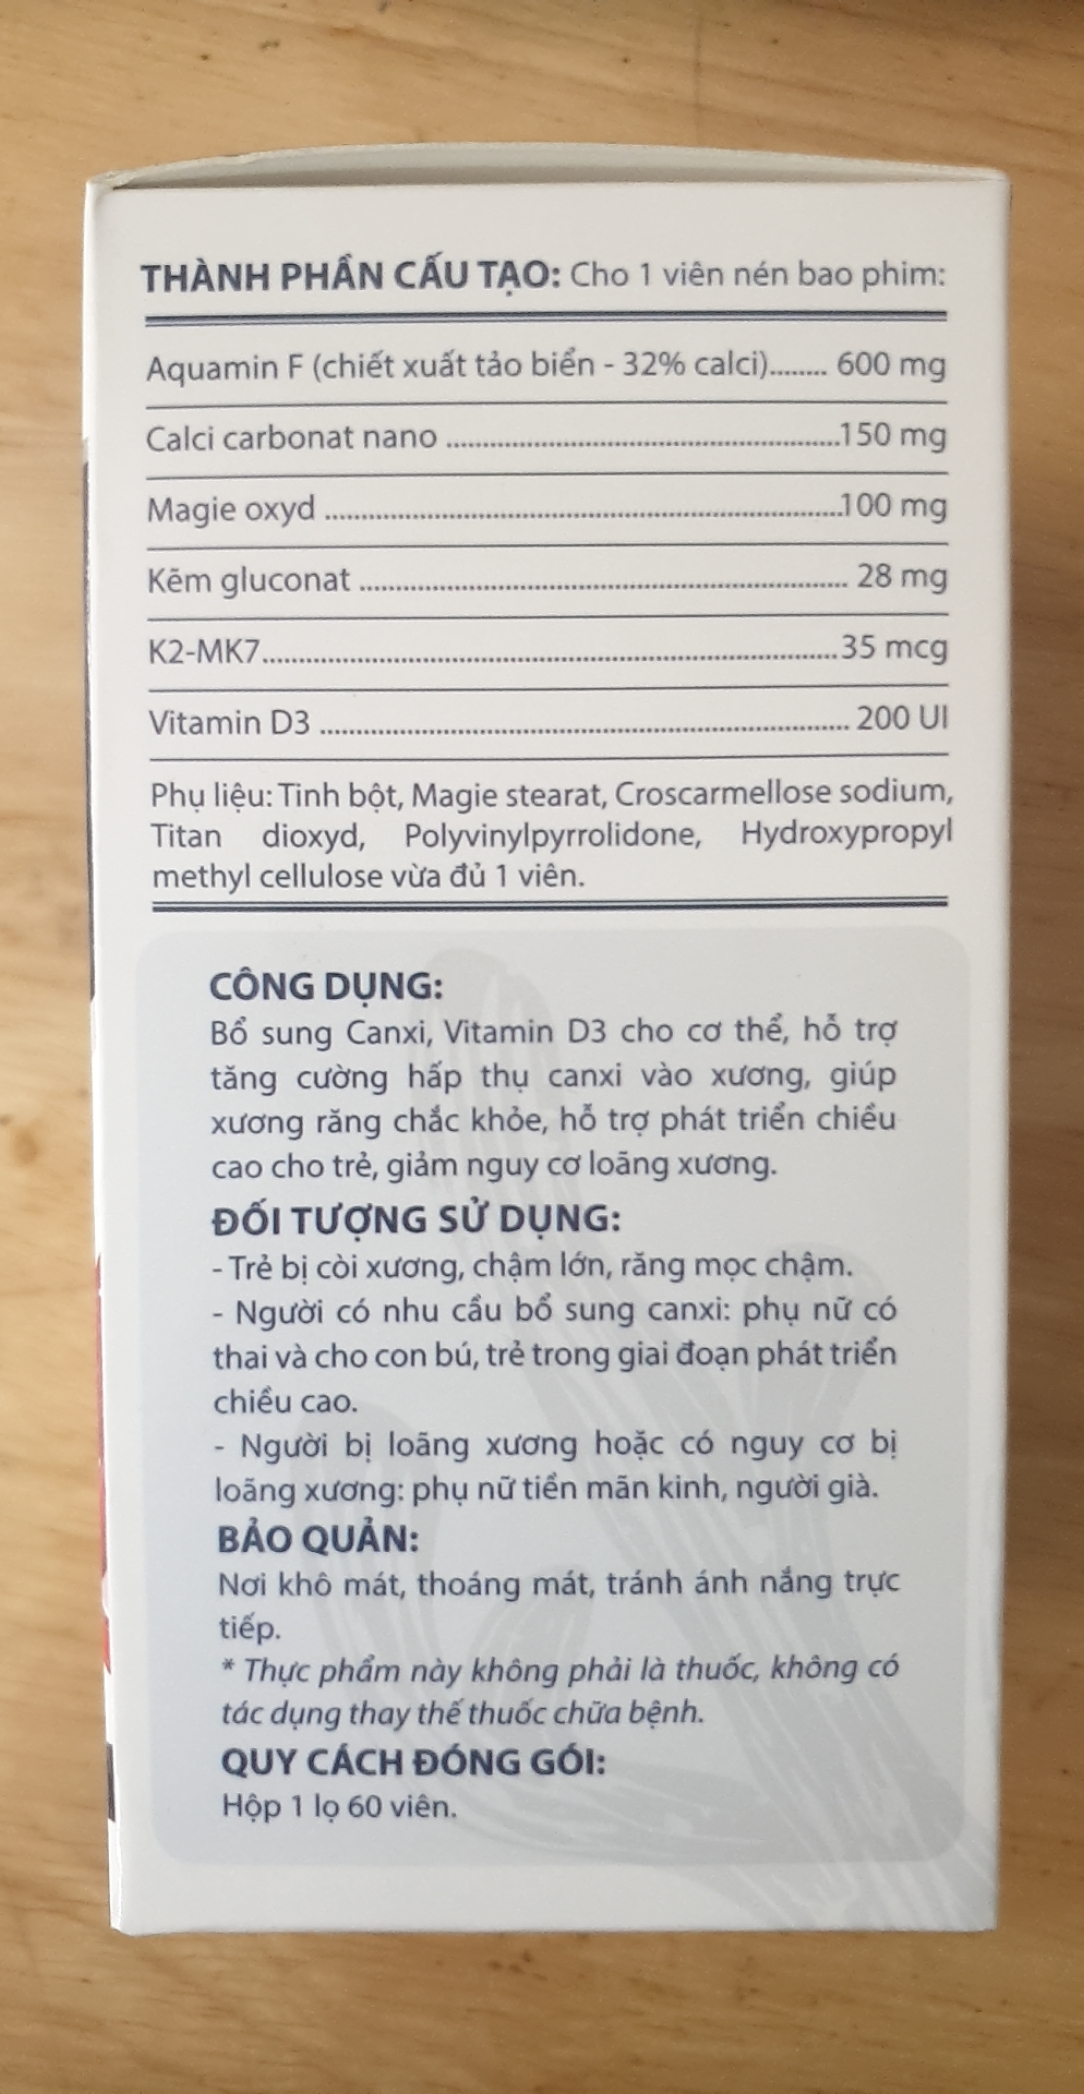 THÀNH PHẦN CẤU TẠO: Cho 1 viên nén bao phim:
Aquamin F (chiết xuất tảo biển - 32% calci)........ 600 mg
Calci carbonat nano ......................................................150 mg
Magie oxyd .......................................................................100 mg
Kẽm gluconat ................................................................... 28 mg
K2-MK7...............................................................................35 mcg
Vitamin D3 ......................................................................... 200 UI
Phụ liệu: Tinh bột, Magie stearat, Croscarmellose sodium,
Titan dioxyd, Polyvinylpyrrolidone, Hydroxypropyl
methyl cellulose vừa đủ 1 viên.
CÔNG DỤNG:
Bổ sung Canxi, Vitamin D3 cho cơ thể, hỗ trợ
tăng cường hấp thụ canxi vào xương, giúp
xương răng chắc khỏe, hỗ trợ phát triển chiều
cao cho trẻ, giảm nguy cơ loãng xương.
ĐỐI TƯỢNG SỬ DỤNG:
- Trẻ bị còi xương, chậm lớn, răng mọc chậm.
- Người có nhu cầu bổ sung canxi: phụ nữ có
thai và cho con bú, trẻ trong giai đoạn phát triển
chiều cao.
- Người bị loãng xương hoặc có nguy cơ bị
loãng xương: phụ nữ tiền mãn kinh, người già.
BẢO QUẢN:
Nơi khô mát, thoáng mát, tránh ánh nắng trực
tiếp.
* Thực phẩm này không phải là thuốc, không có
tác dụng thay thế thuốc chữa bệnh.
QUY CÁCH ĐÓNG GÓI:
Hộp 1 lọ 60 viên.